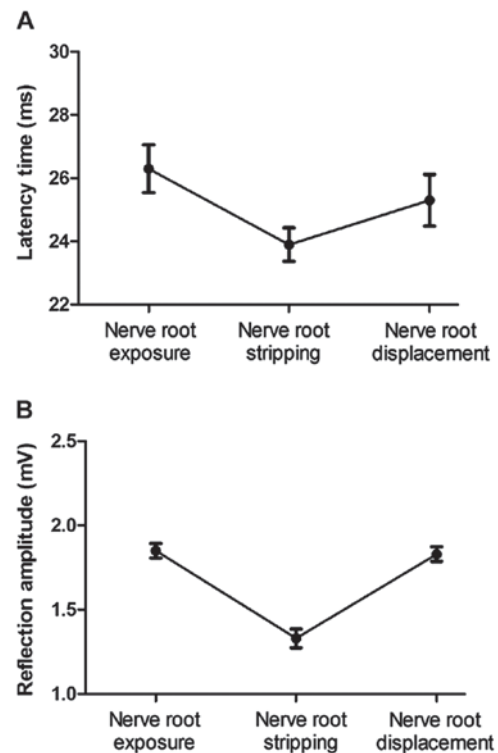 A
Latency time (ms)
30
28
26
24
22
Nerve root exposure
Nerve root stripping
Nerve root displacement
B
Reflection amplitude (mV)
2.5
2.0
1.5
1.0
Nerve root exposure
Nerve root stripping
Nerve root displacement